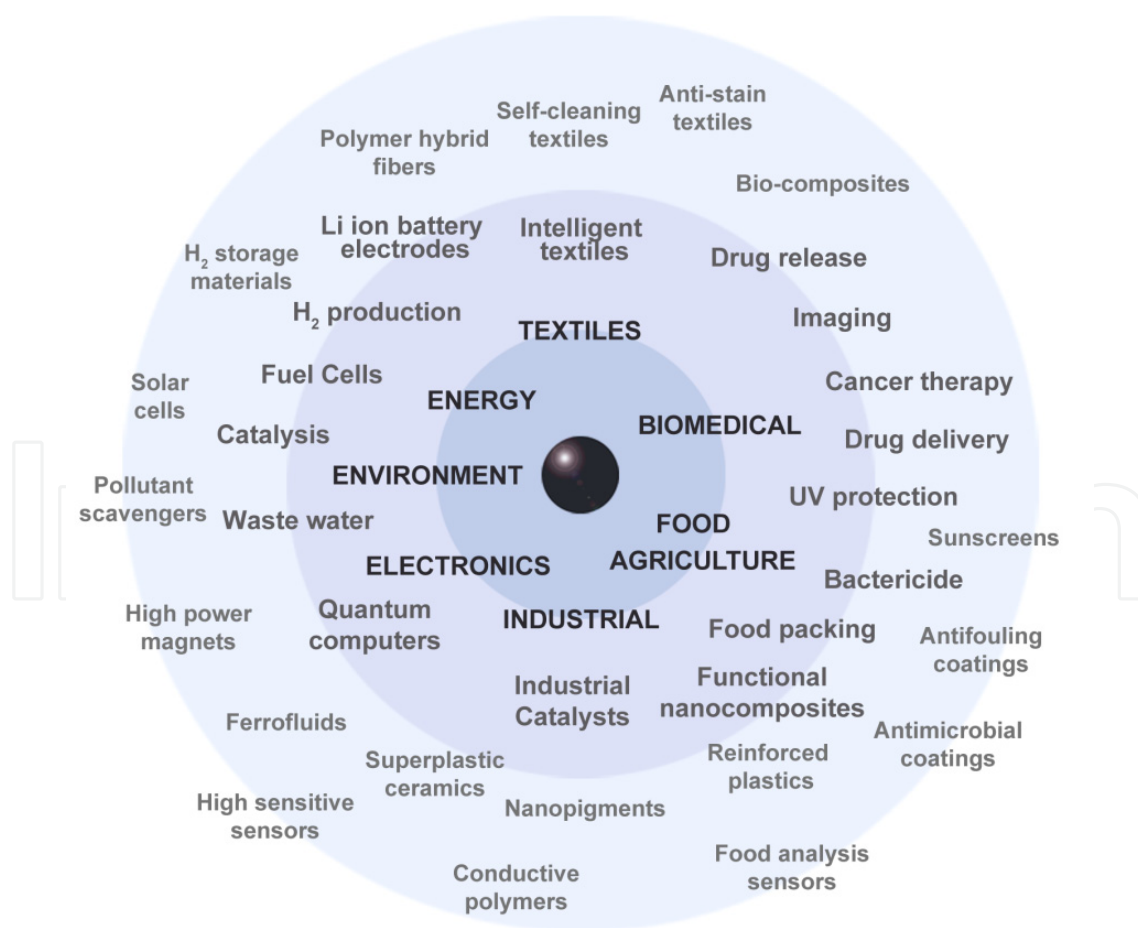 Anti-stain
textiles
Self-cleaning
textiles
Polymer hybrid
fibers
Bio-composites
Li ion battery
electrodes
Intelligent
textiles
H₂ storage
materials
Drug release
H₂ production
Imaging
TEXTILES
Solar
cells
Fuel Cells
Cancer therapy
ENERGY
BIOMEDICAL
Catalysis
Drug delivery
ENVIRONMENT
Pollutant
scavengers
UV protection
Waste water
FOOD
Sunscreens
ELECTRONICS
AGRICULTURE
Bactericide
High power
magnets
Quantum
computers
INDUSTRIAL
Food packing
Antifouling
coatings
Industrial
Catalysts
Functional
nanocomposites
Ferrofluids
Antimicrobial
coatings
Superplastic
ceramics
Reinforced
plastics
High sensitive
sensors
Nanopigments
Conductive
polymers
Food analysis
sensors